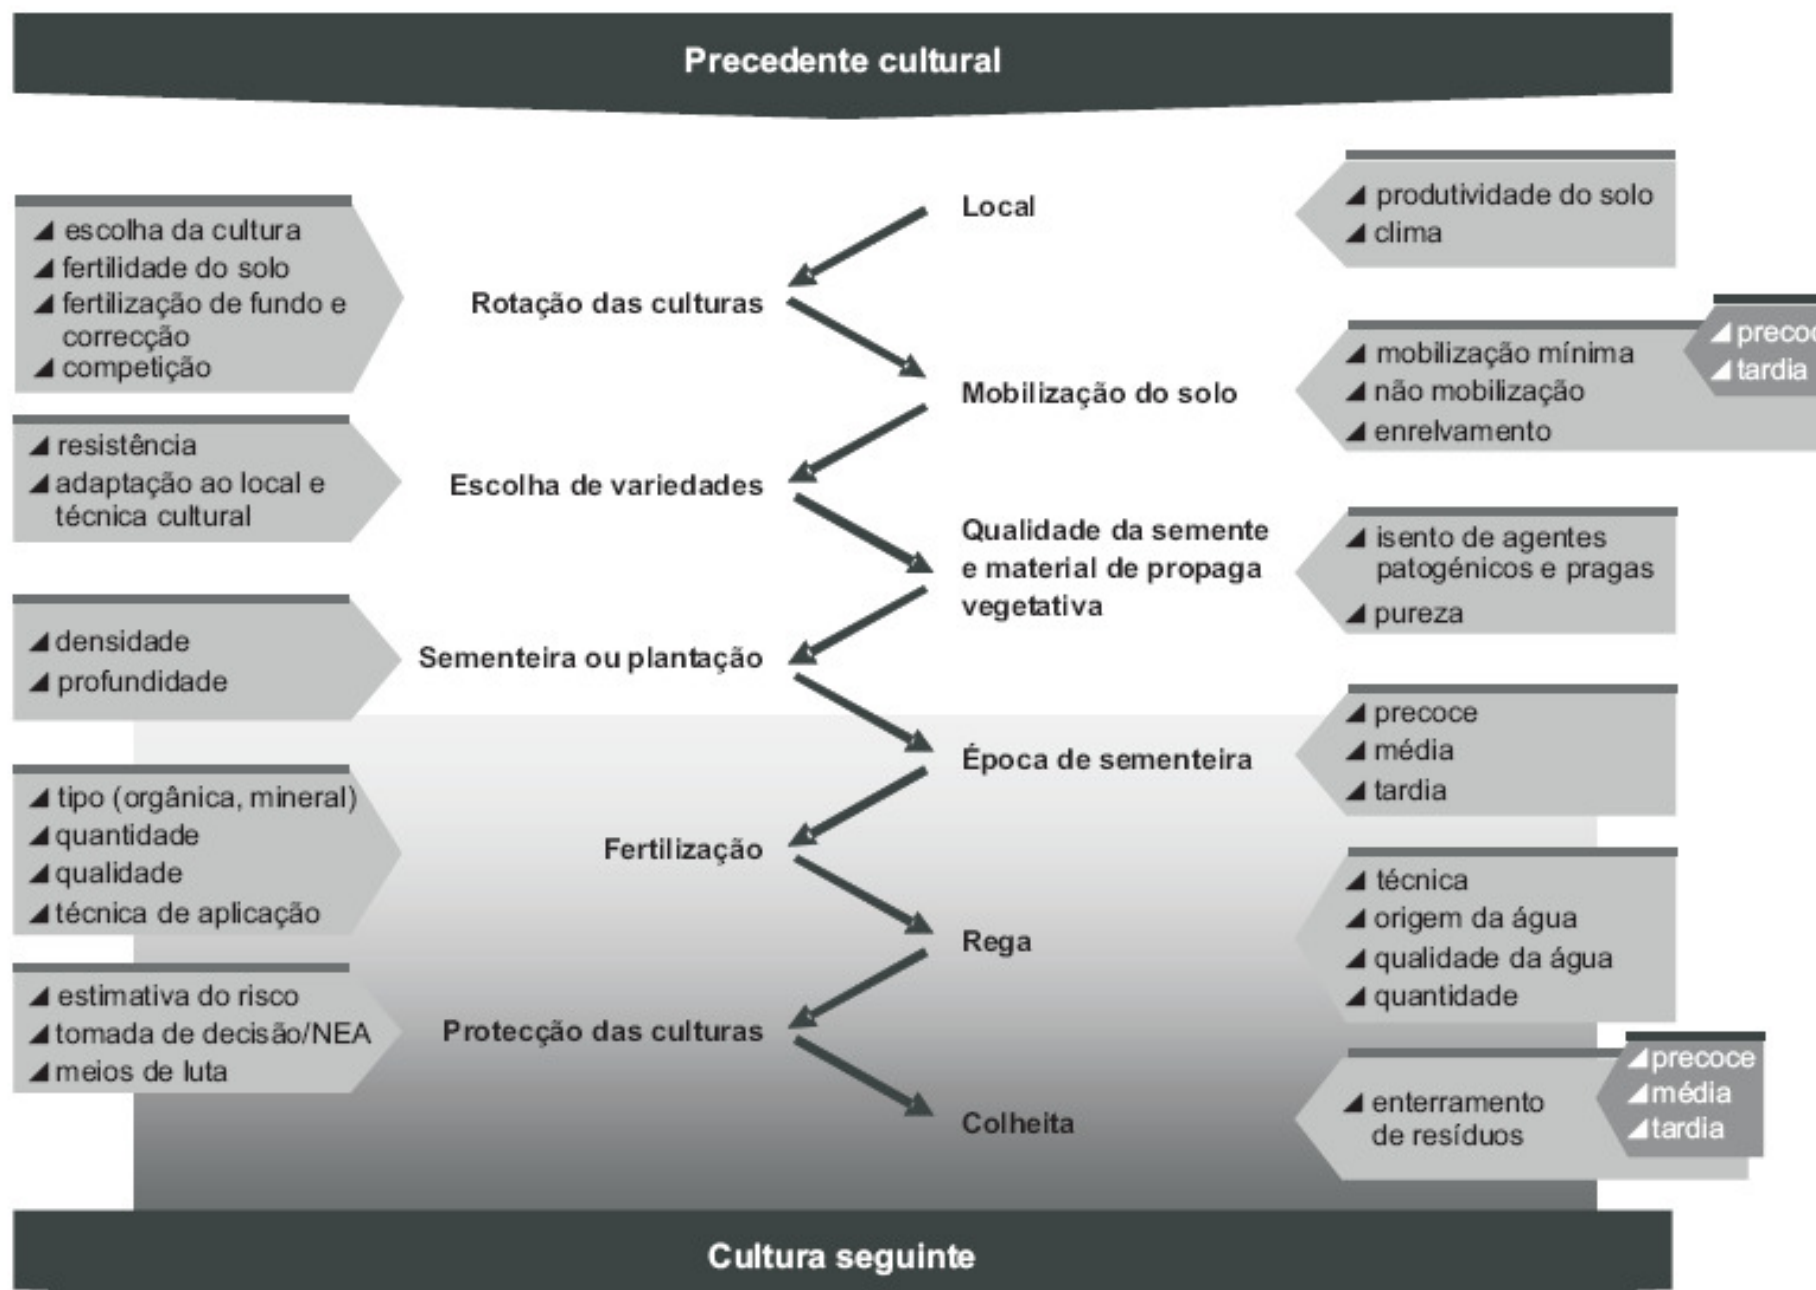 Precedente cultural
Local
produtividade do solo
clima
escolha da cultura
fertilidade do solo
fertilização de fundo e
correcção
competição
Rotação das culturas
Mobilização do solo
mobilização mínima
não mobilização
enrelvamento
precoc
tardia
resistência
adaptação ao local e
técnica cultural
Escolha de variedades
Qualidade da semente
e material de propaga
vegetativa
isento de agentes
patogénicos e pragas
pureza
densidade
profundidade
Sementeira ou plantação
Época de sementeira
precoce
média
tardia
tipo (orgânica, mineral)
quantidade
qualidade
técnica de aplicação
Fertilização
Rega
técnica
origem da água
qualidade da água
quantidade
estimativa do risco
tomada de decisão/NEA
meios de luta
Protecção das culturas
Colheita
enterramento
de resíduos
precoce
média
tardia
Cultura seguinte